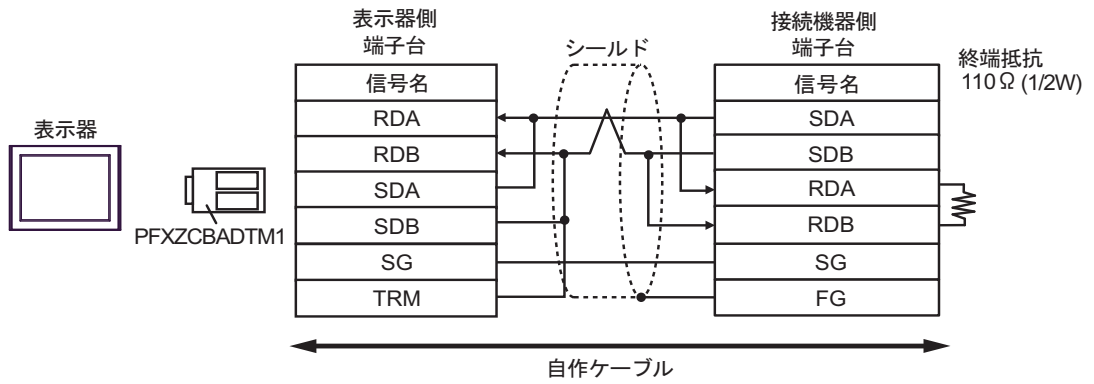 表示器
PFXZCBADTM1
表示器側
端子台
信号名
RDA
RDB
SDA
SDB
SG
TRM
シールド
接続機器側
端子台
信号名
SDA
SDB
RDA
RDB
SG
FG
終端抵抗
110Ω(1/2W)
自作ケーブル